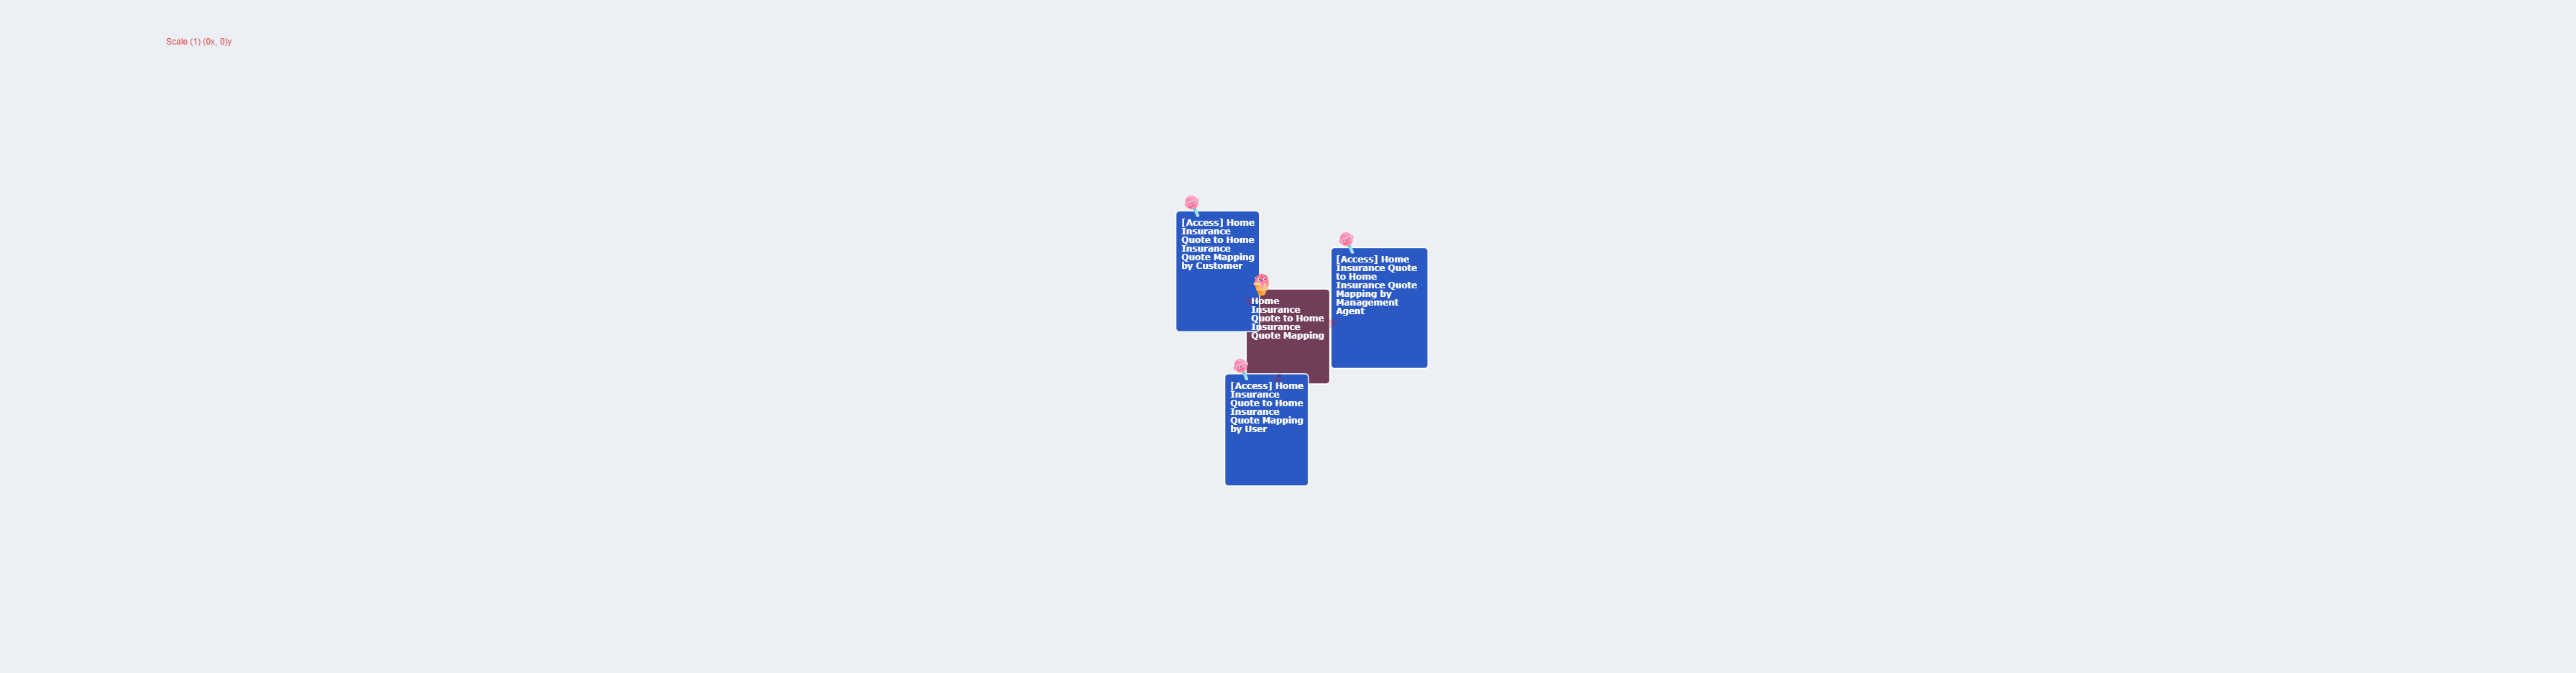 Scale (1) (0x, 0)y
[Access] Home
Insurance
Quote to Home
Insurance
Quote Mapping
by Customer
[Access] Home
Insurance Quote
to Home
Insurance Quote
Mapping by
Management
Agent
Home
Insurance
Quote to Home
Insurance
Quote Mapping
[Access] Home
Insurance
Quote to Home
Insurance
Quote Mapping
by User